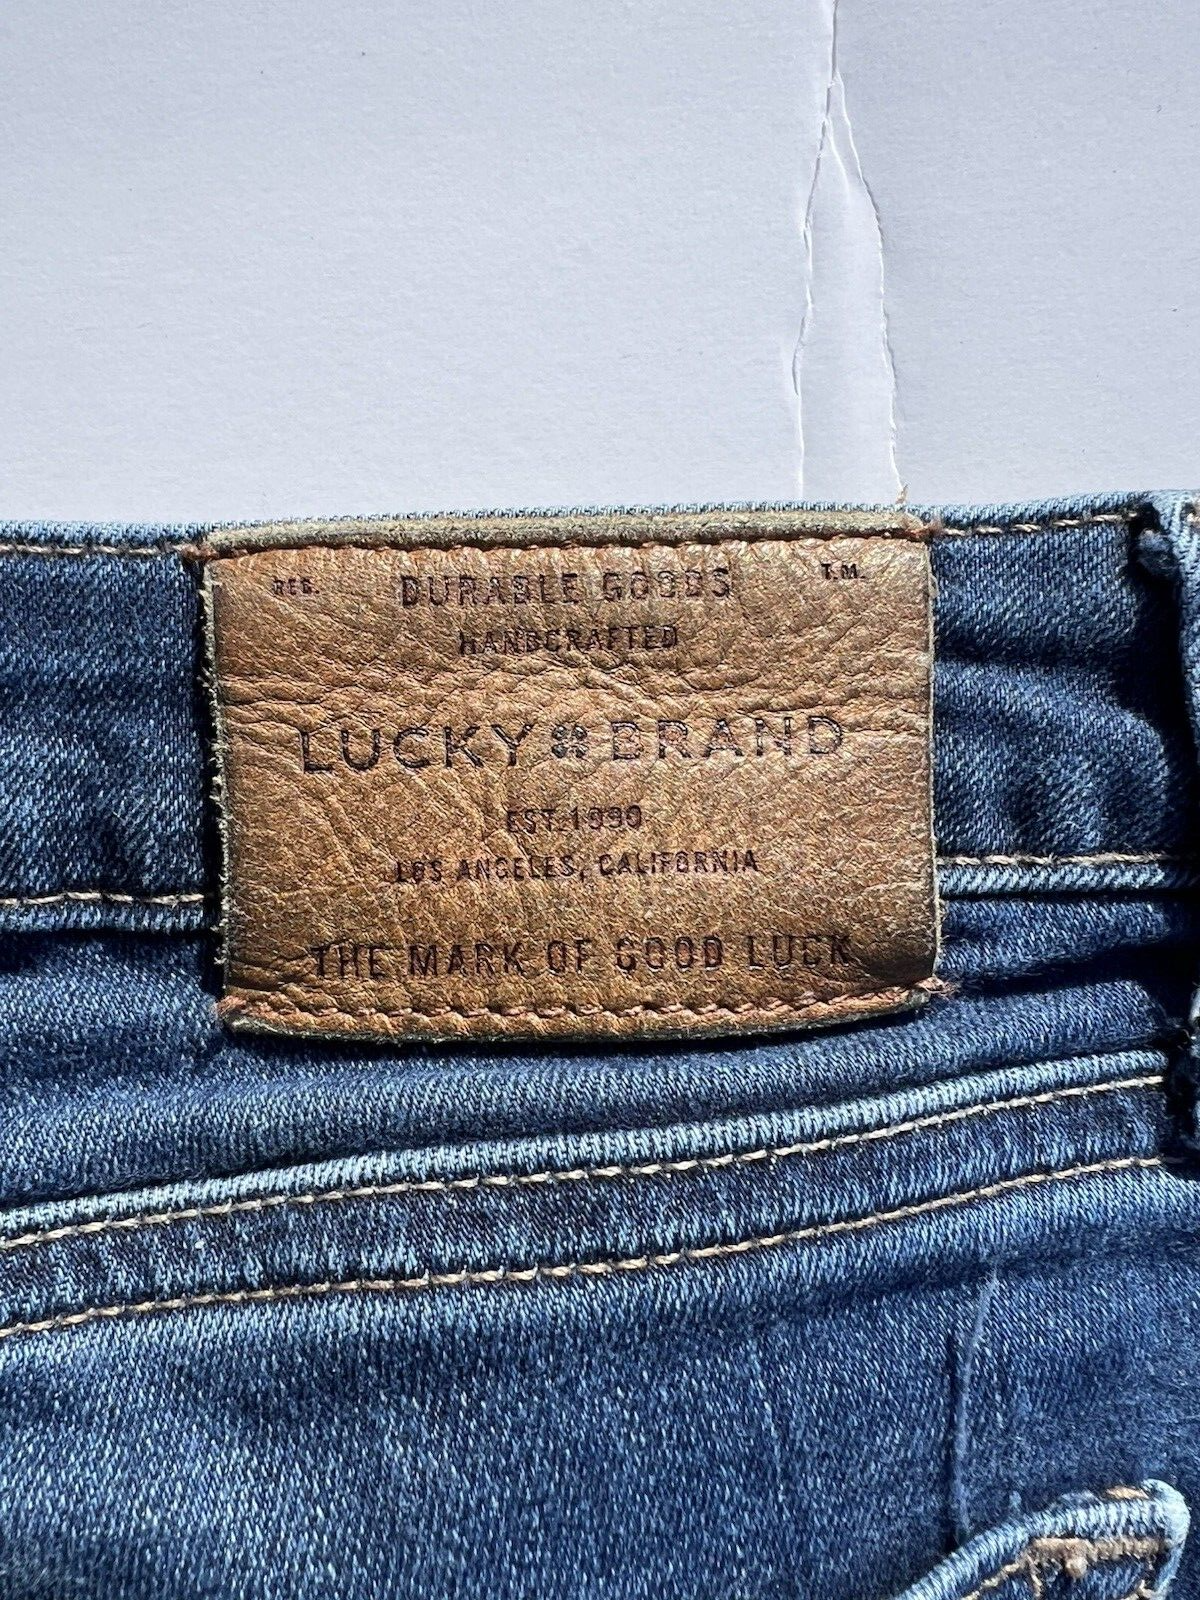 REG. DURABLE GOODS T.M.
HANDCRAFTED
LUCKY BRAND
EST. 1990
LOS ANGELES, CALIFORNIA
THE MARK OF GOOD LUCK